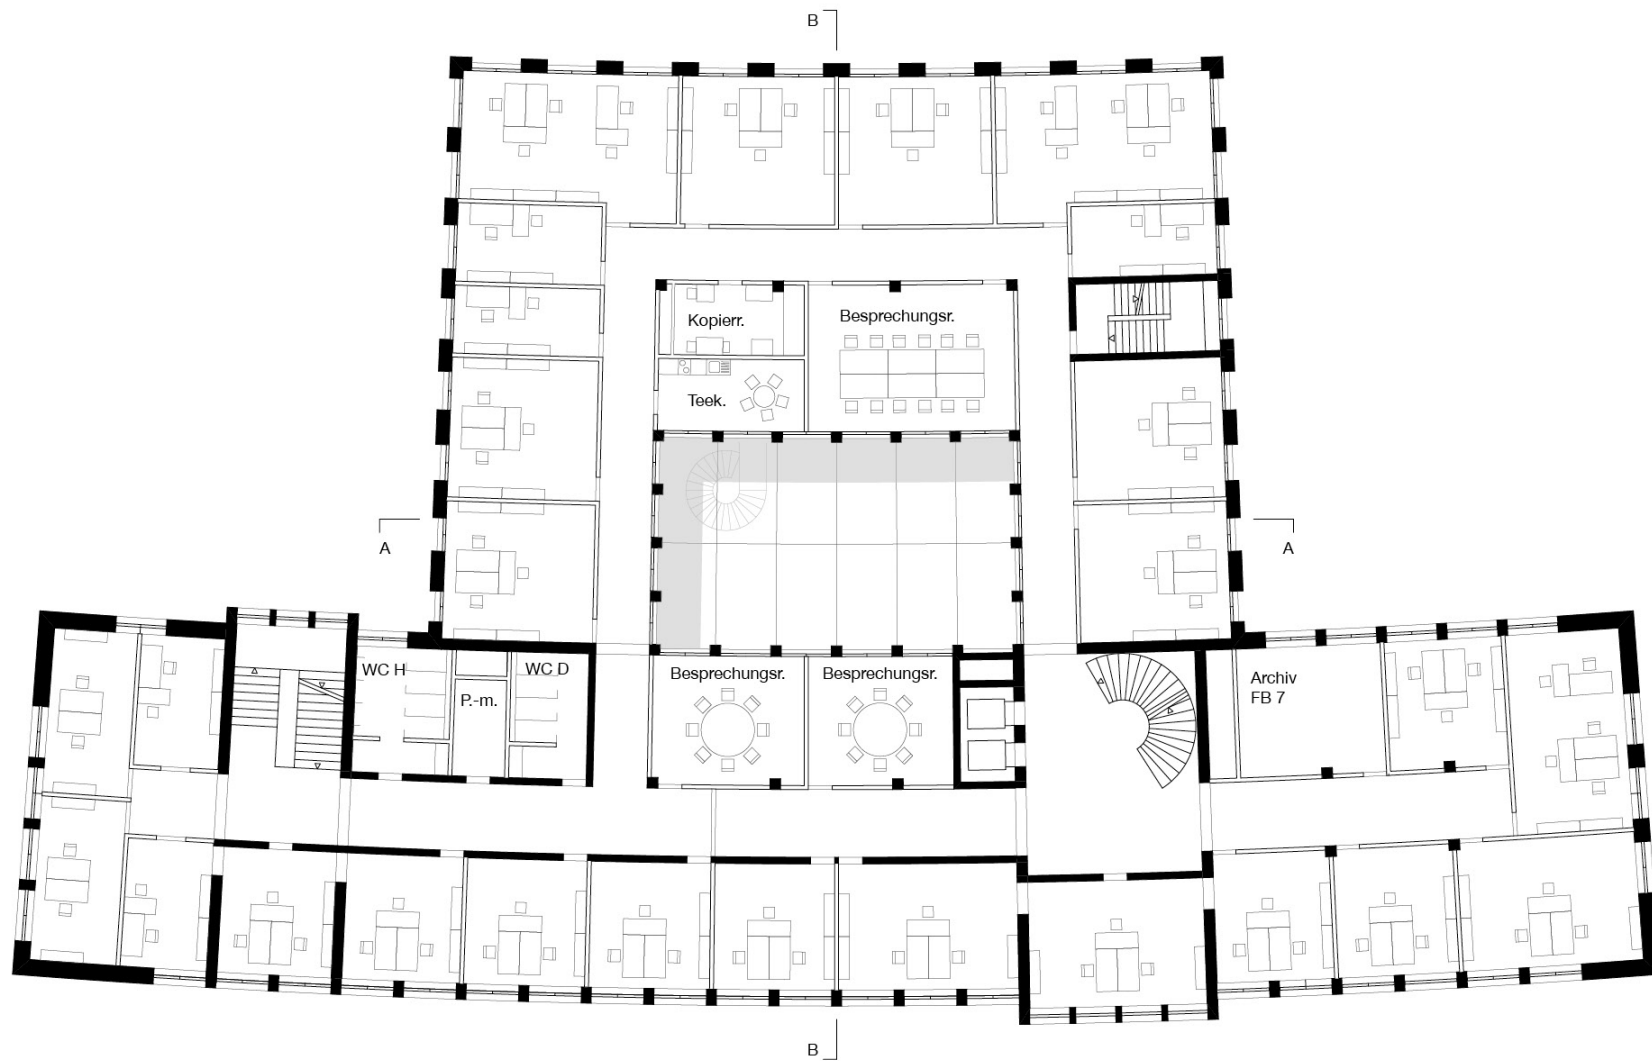 B
Kopierr.
Besprechungsr.
Teek.
A
A
WC H
WC D
P.-m.
Besprechungsr.
Besprechungsr.
Archiv
FB 7
B